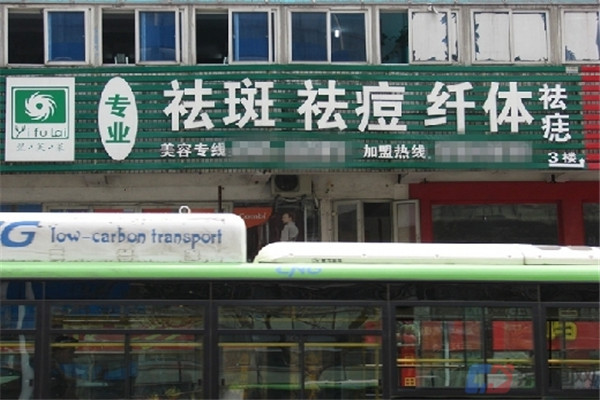 专业
祛斑 祛痘 纤体
祛痣
Yifulai
美容专线
加盟热线
3楼
G low-carbon transport
CNG